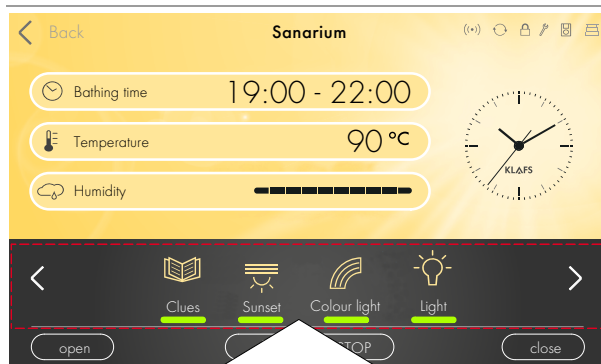 Back
Sanarium
Bathing time 19:00 - 22:00
Temperature 90 °C
Humidity
KLAFS
Clues Sunset Colour light Light
open STOP close